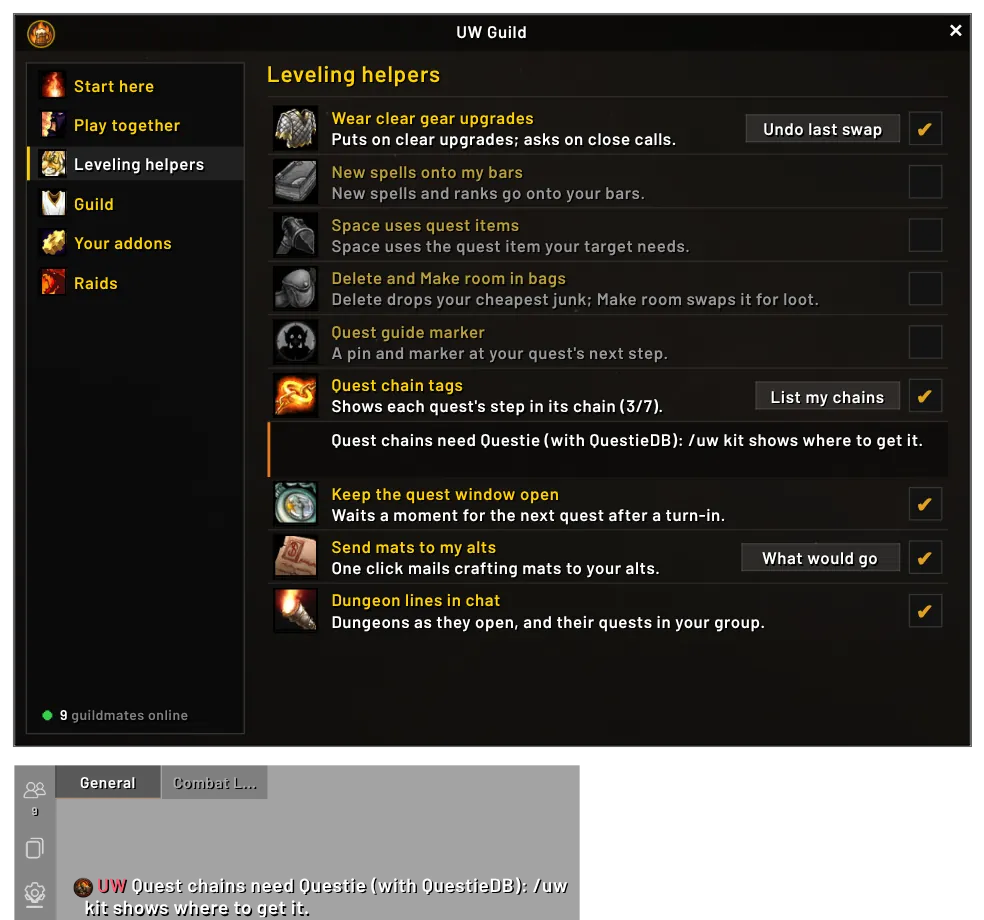 UW Guild
Start here
Play together
Leveling helpers
Guild
Your addons
Raids
9 guildmates online
Leveling helpers
Wear clear gear upgrades
Puts on clear upgrades; asks on close calls.
Undo last swap
New spells onto my bars
New spells and ranks go onto your bars.
Space uses quest items
Space uses the quest item your target needs.
Delete and Make room in bags
Delete drops your cheapest junk; Make room swaps it for loot.
Quest guide marker
A pin and marker at your quest's next step.
Quest chain tags
Shows each quest's step in its chain (3/7).
List my chains
Quest chains need Questie (with QuestieDB): /uw kit shows where to get it.
Keep the quest window open
Waits a moment for the next quest after a turn-in.
Send mats to my alts
One click mails crafting mats to your alts.
What would go
Dungeon lines in chat
Dungeons as they open, and their quests in your group.
9
General
Combat L...
UW Quest chains need Questie (with QuestieDB): /uw
kit shows where to get it.